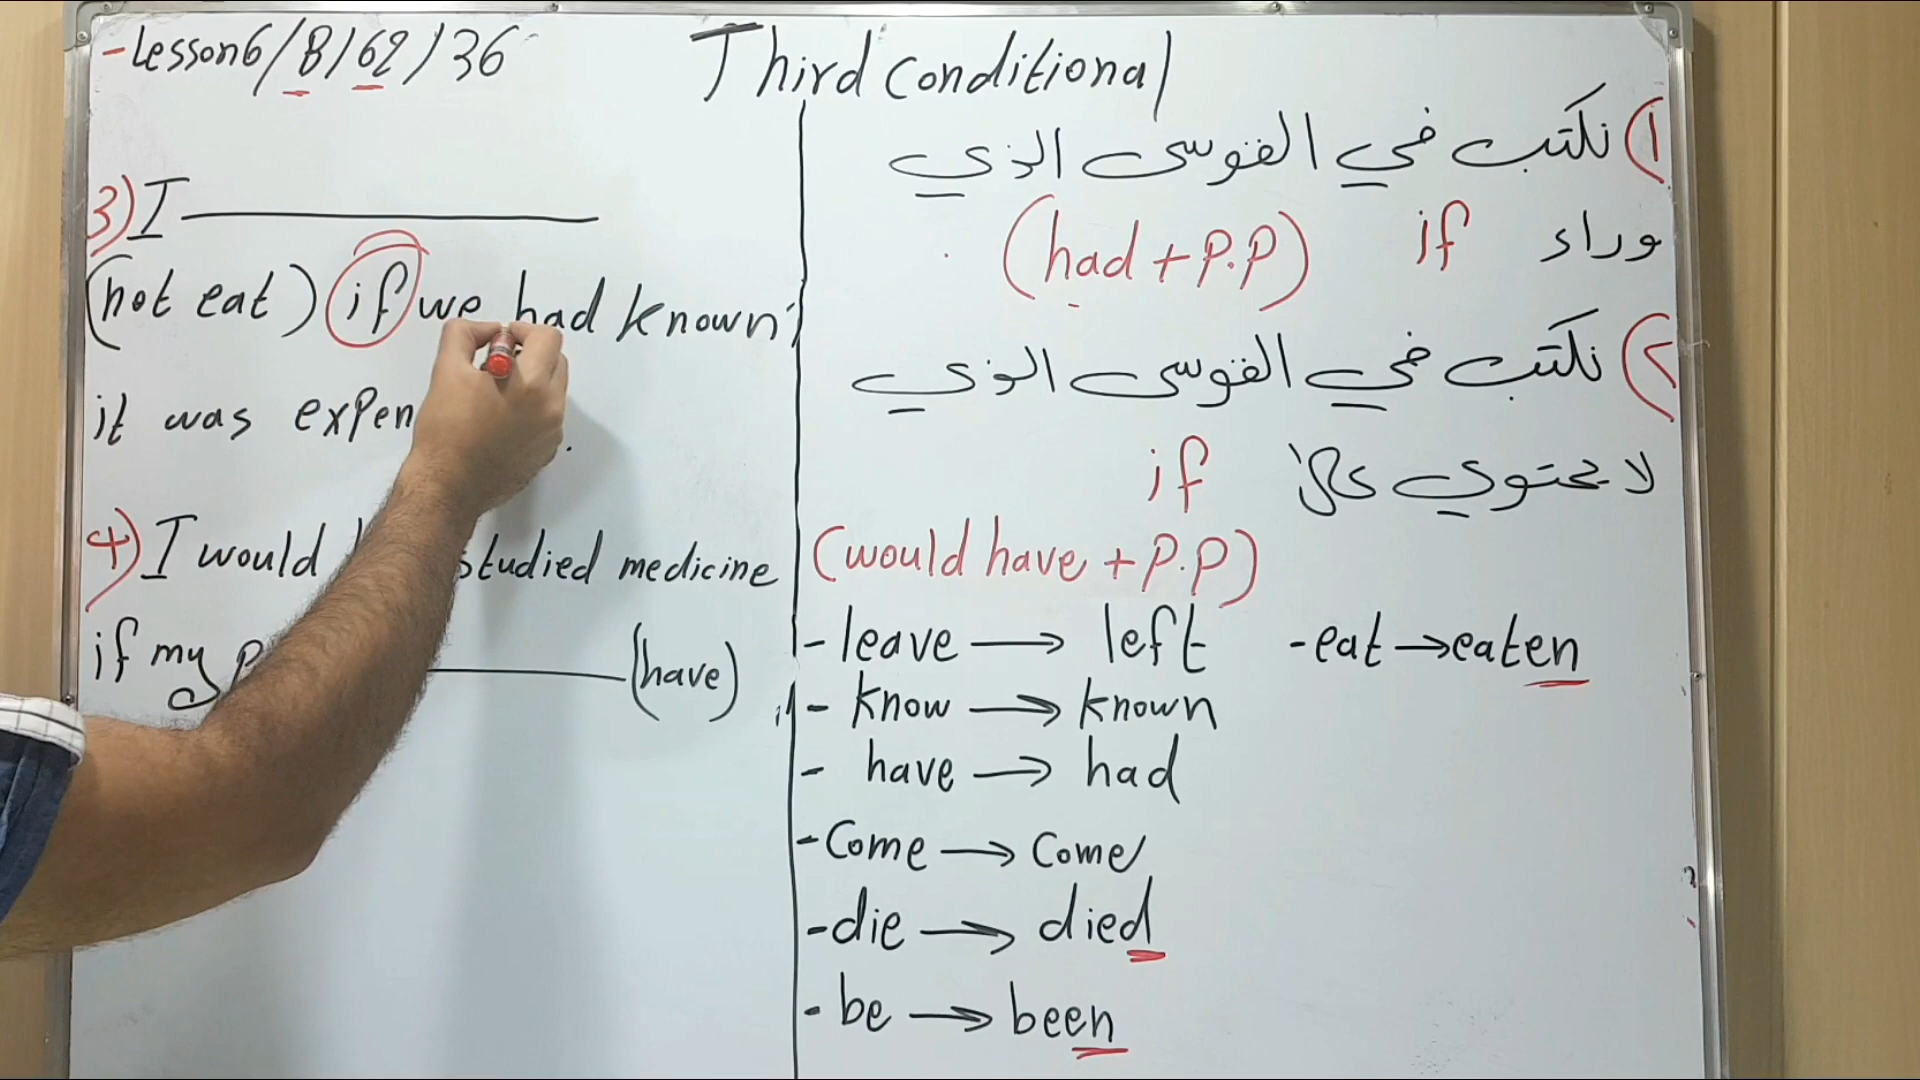 -Lesson6/B/62/36
Third conditional
3) I
(not eat) if we had known
it was expen
4) I would studied medicine
if my p (have)
١) نكتب في القوس الذي
وراء if (had + P.P)
٢) نكتب في القوس الذي
لا يحتوي على if
(would have + P.P)
- leave → left -eat → eaten
- know → known
- have → had
- Come → Come
- die → died
- be → been